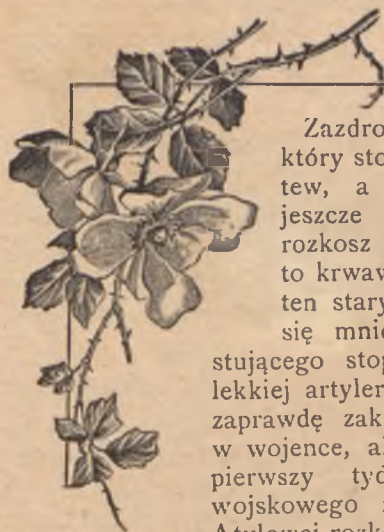 Zazdro
który sto
tew, a
jeszcze
rozkosz
to krwaw
ten stary
się mnie
stującego stop
lekkiej artyler
zaprawdę zak
w wojence, a
pierwszy tyd
wojskowego